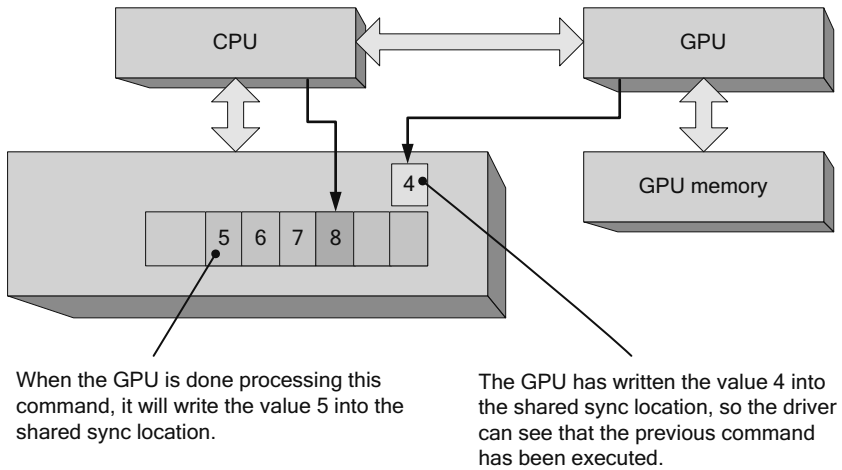 CPU
GPU
4
GPU memory
5 6 7 8
When the GPU is done processing this
command, it will write the value 5 into the
shared sync location.
The GPU has written the value 4 into
the shared sync location, so the driver
can see that the previous command
has been executed.